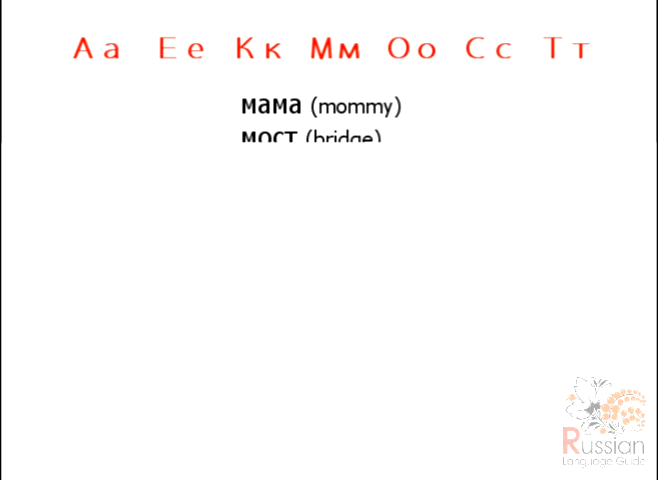 Аа Ее Кк Мм Оо Сс Тт
мама (mommy)
мост (bridge)
Russian
Language Guide